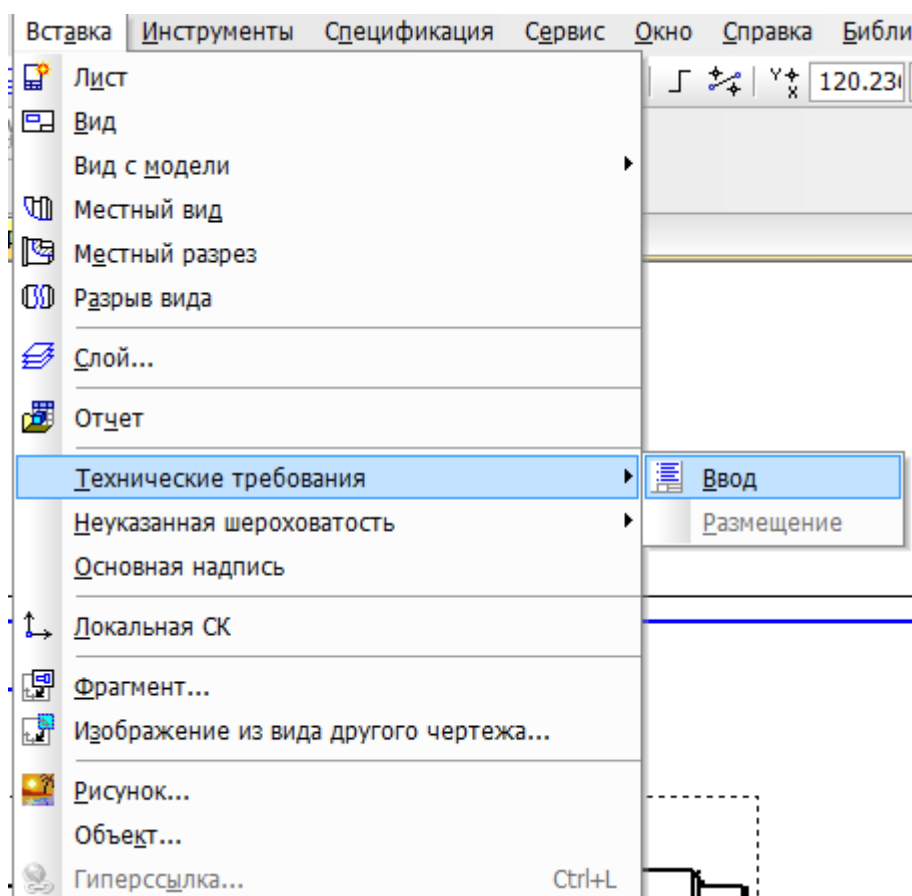 Вставка Инструменты Спецификация Сервис Окно Справка
Лист
120.23
Вид
Вид с модели
Местный вид
Местный разрез
Разрыв вида
Слой...
Отчет
Технические требования
Ввод
Неуказанная шероховатость
Размещение
Основная надпись
Локальная СК
Фрагмент...
Изображение из вида другого чертежа...
Рисунок...
Объект...
Гиперссылка... Ctrl+L